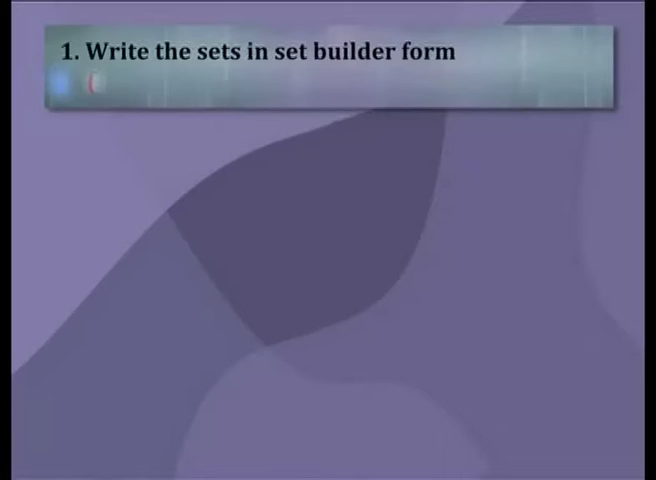 1. Write the sets in set builder form
(